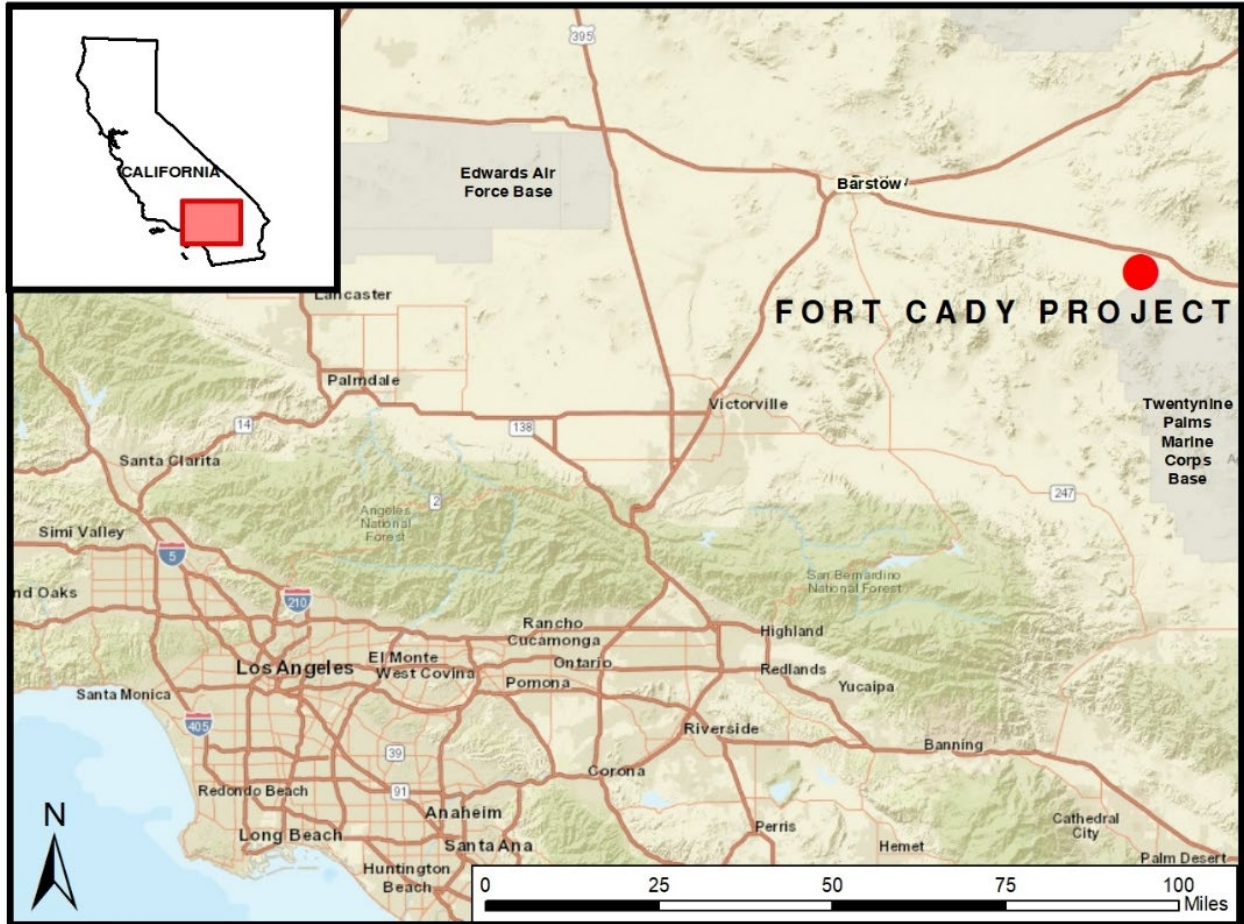 395
CALIFORNIA
Edwards Air
Force Base
Barstow
Lancaster
FORT CADY PROJECT
Palmdale
Victorville
Twentynine
Palms
Marine
Corps
Base
14
138
Santa Clarita
2
247
Angeles
National
Forest
Simi Valley
5
San Bernardino
National Forest
nd Oaks
210
Rancho
Cucamonga
Highland
Los Angeles
El Monte
West Covina
Ontario
Redlands
Pomona
Yucaipa
Santa Monica
405
Riverside
39
Banning
Corona
Redondo Beach
91
Anaheim
Long Beach
Santa Ana
Perris
Hemet
Cathedral
City
Palm Desert
Huntington
Beach
N
0 25 50 100
Miles